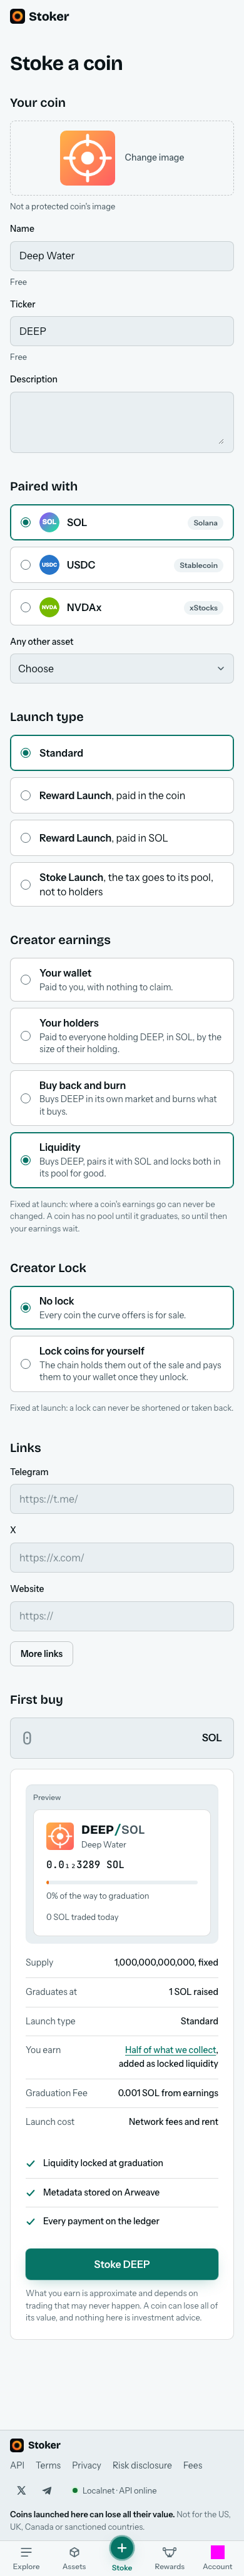 Stoker
Stoke a coin
Your coin
Change image
Not a protected coin's image
Name
Deep Water
Free
Ticker
DEEP
Free
Description
Paired with
SOL SOL Solana
USDC USDC Stablecoin
NVDA NVDAx xStocks
Any other asset
Choose
Launch type
Standard
Reward Launch, paid in the coin
Reward Launch, paid in SOL
Stoke Launch, the tax goes to its pool,
not to holders
Creator earnings
Your wallet
Paid to you, with nothing to claim.
Your holders
Paid to everyone holding DEEP, in SOL, by the
size of their holding.
Buy back and burn
Buys DEEP in its own market and burns what
it buys.
Liquidity
Buys DEEP, pairs it with SOL and locks both in
its pool for good.
Fixed at launch: where a coin's earnings go can never be
changed. A coin has no pool until it graduates, so until then
your earnings wait.
Creator Lock
No lock
Every coin the curve offers is for sale.
Lock coins for yourself
The chain holds them out of the sale and pays
them to your wallet once they unlock.
Fixed at launch: a lock can never be shortened or taken back.
Links
Telegram
https://t.me/
X
https://x.com/
Website
https://
More links
First buy
0 SOL
Preview
DEEP/SOL
Deep Water
0.0₁₂3289 SOL
0% of the way to graduation
0 SOL traded today
Supply 1,000,000,000,000, fixed
Graduates at 1 SOL raised
Launch type Standard
You earn Half of what we collect,
added as locked liquidity
Graduation Fee 0.001 SOL from earnings
Launch cost Network fees and rent
Liquidity locked at graduation
Metadata stored on Arweave
Every payment on the ledger
Stoke DEEP
What you earn is approximate and depends on
trading that may never happen. A coin can lose all of
its value, and nothing here is investment advice.
Stoker
API Terms Privacy Risk disclosure Fees
Localnet · API online
Coins launched here can lose all their value. Not for the US,
UK, Canada or sanctioned countries.
Explore Assets Stoke Rewards Account